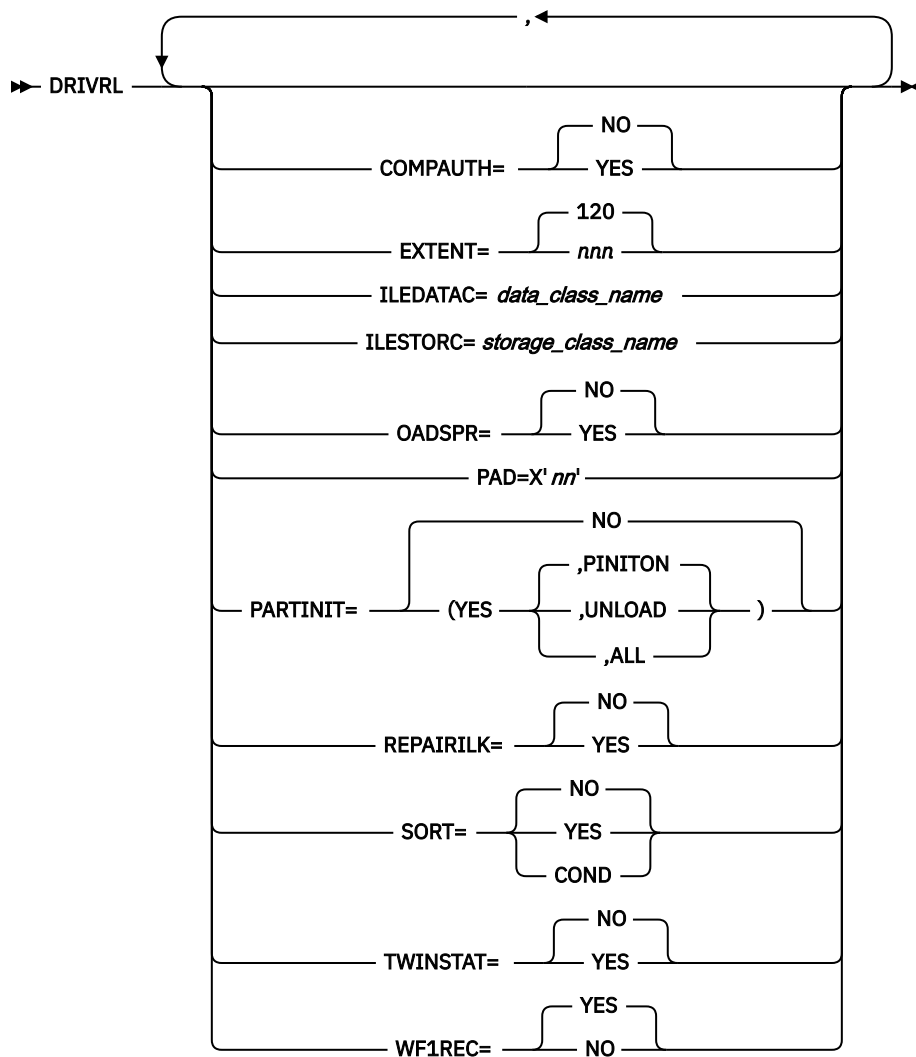 ,
DRIVRL
NO
COMPAUTH= YES
120
EXTENT= nnn
ILEDATAC= data_class_name
ILESTORC= storage_class_name
NO
OADSPR= YES
PAD=X'nn'
NO
,PINITON
PARTINIT= (YES ,UNLOAD )
,ALL
NO
REPAIRILK= YES
NO
SORT= YES
COND
NO
TWINSTAT= YES
YES
WF1REC= NO